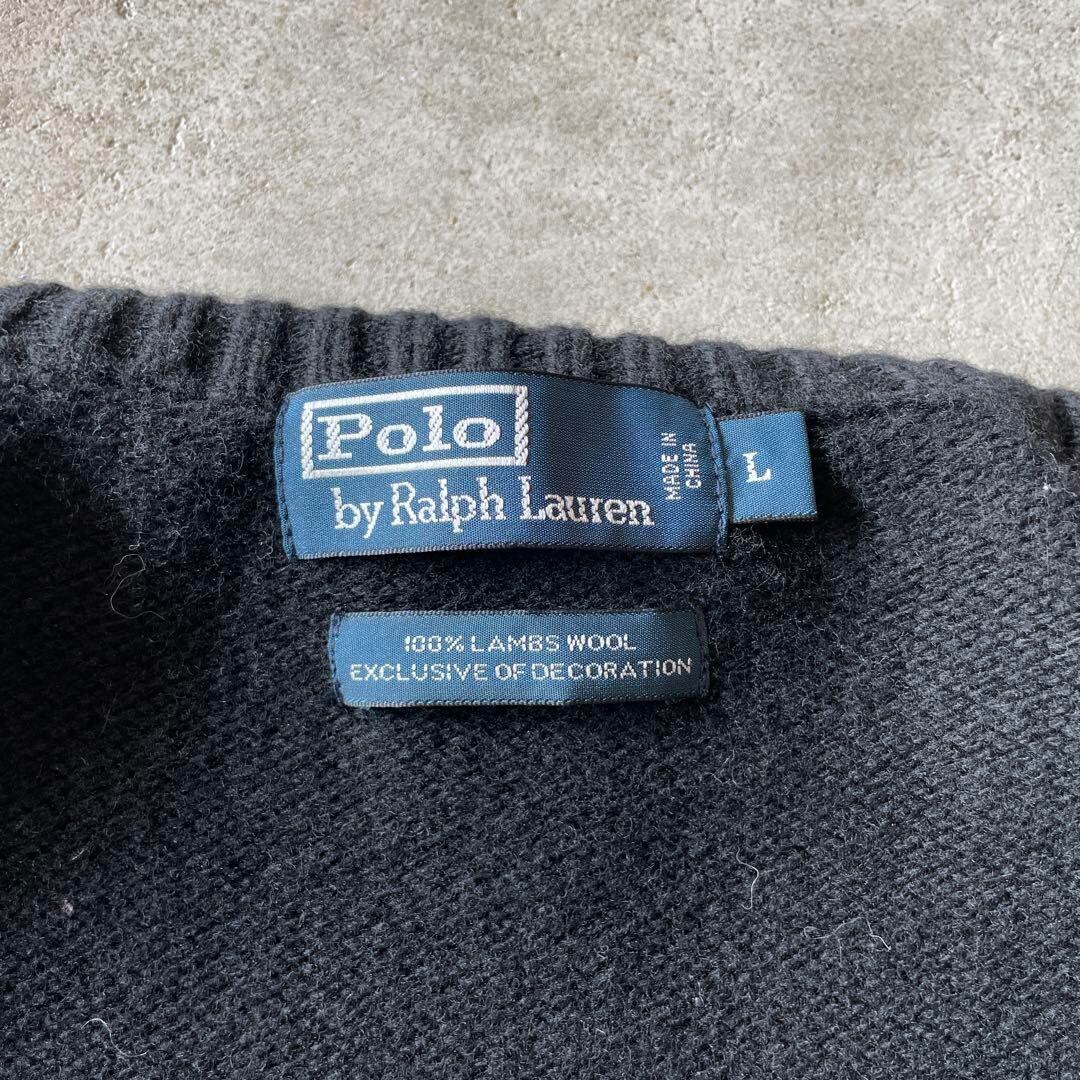 Polo
by Ralph Lauren
MADE IN
CHINA
L
100% LAMBS WOOL
EXCLUSIVE OF DECORATION